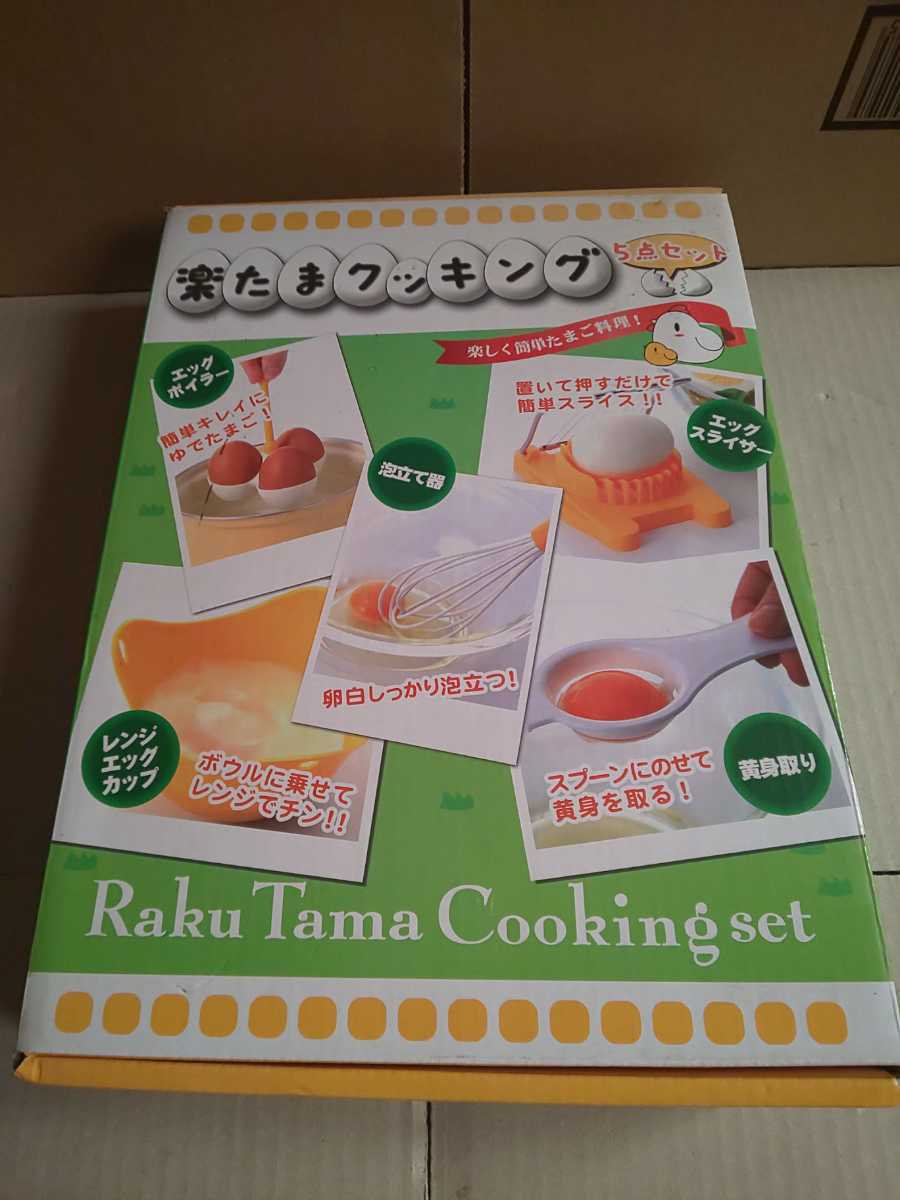 楽たまクッキング
5点セット
楽しく簡単たまご料理！
エッグ
ボイラー
簡単キレイに
ゆでたまご！
置いて押すだけで
簡単スライス！！
エッグ
スライサー
泡立て器
卵白しっかり泡立つ！
レンジ
エッグ
カップ
ボウルに乗せて
レンジでチン！！
スプーンにのせて
黄身を取る！
黄身取り
Raku Tama Cooking set